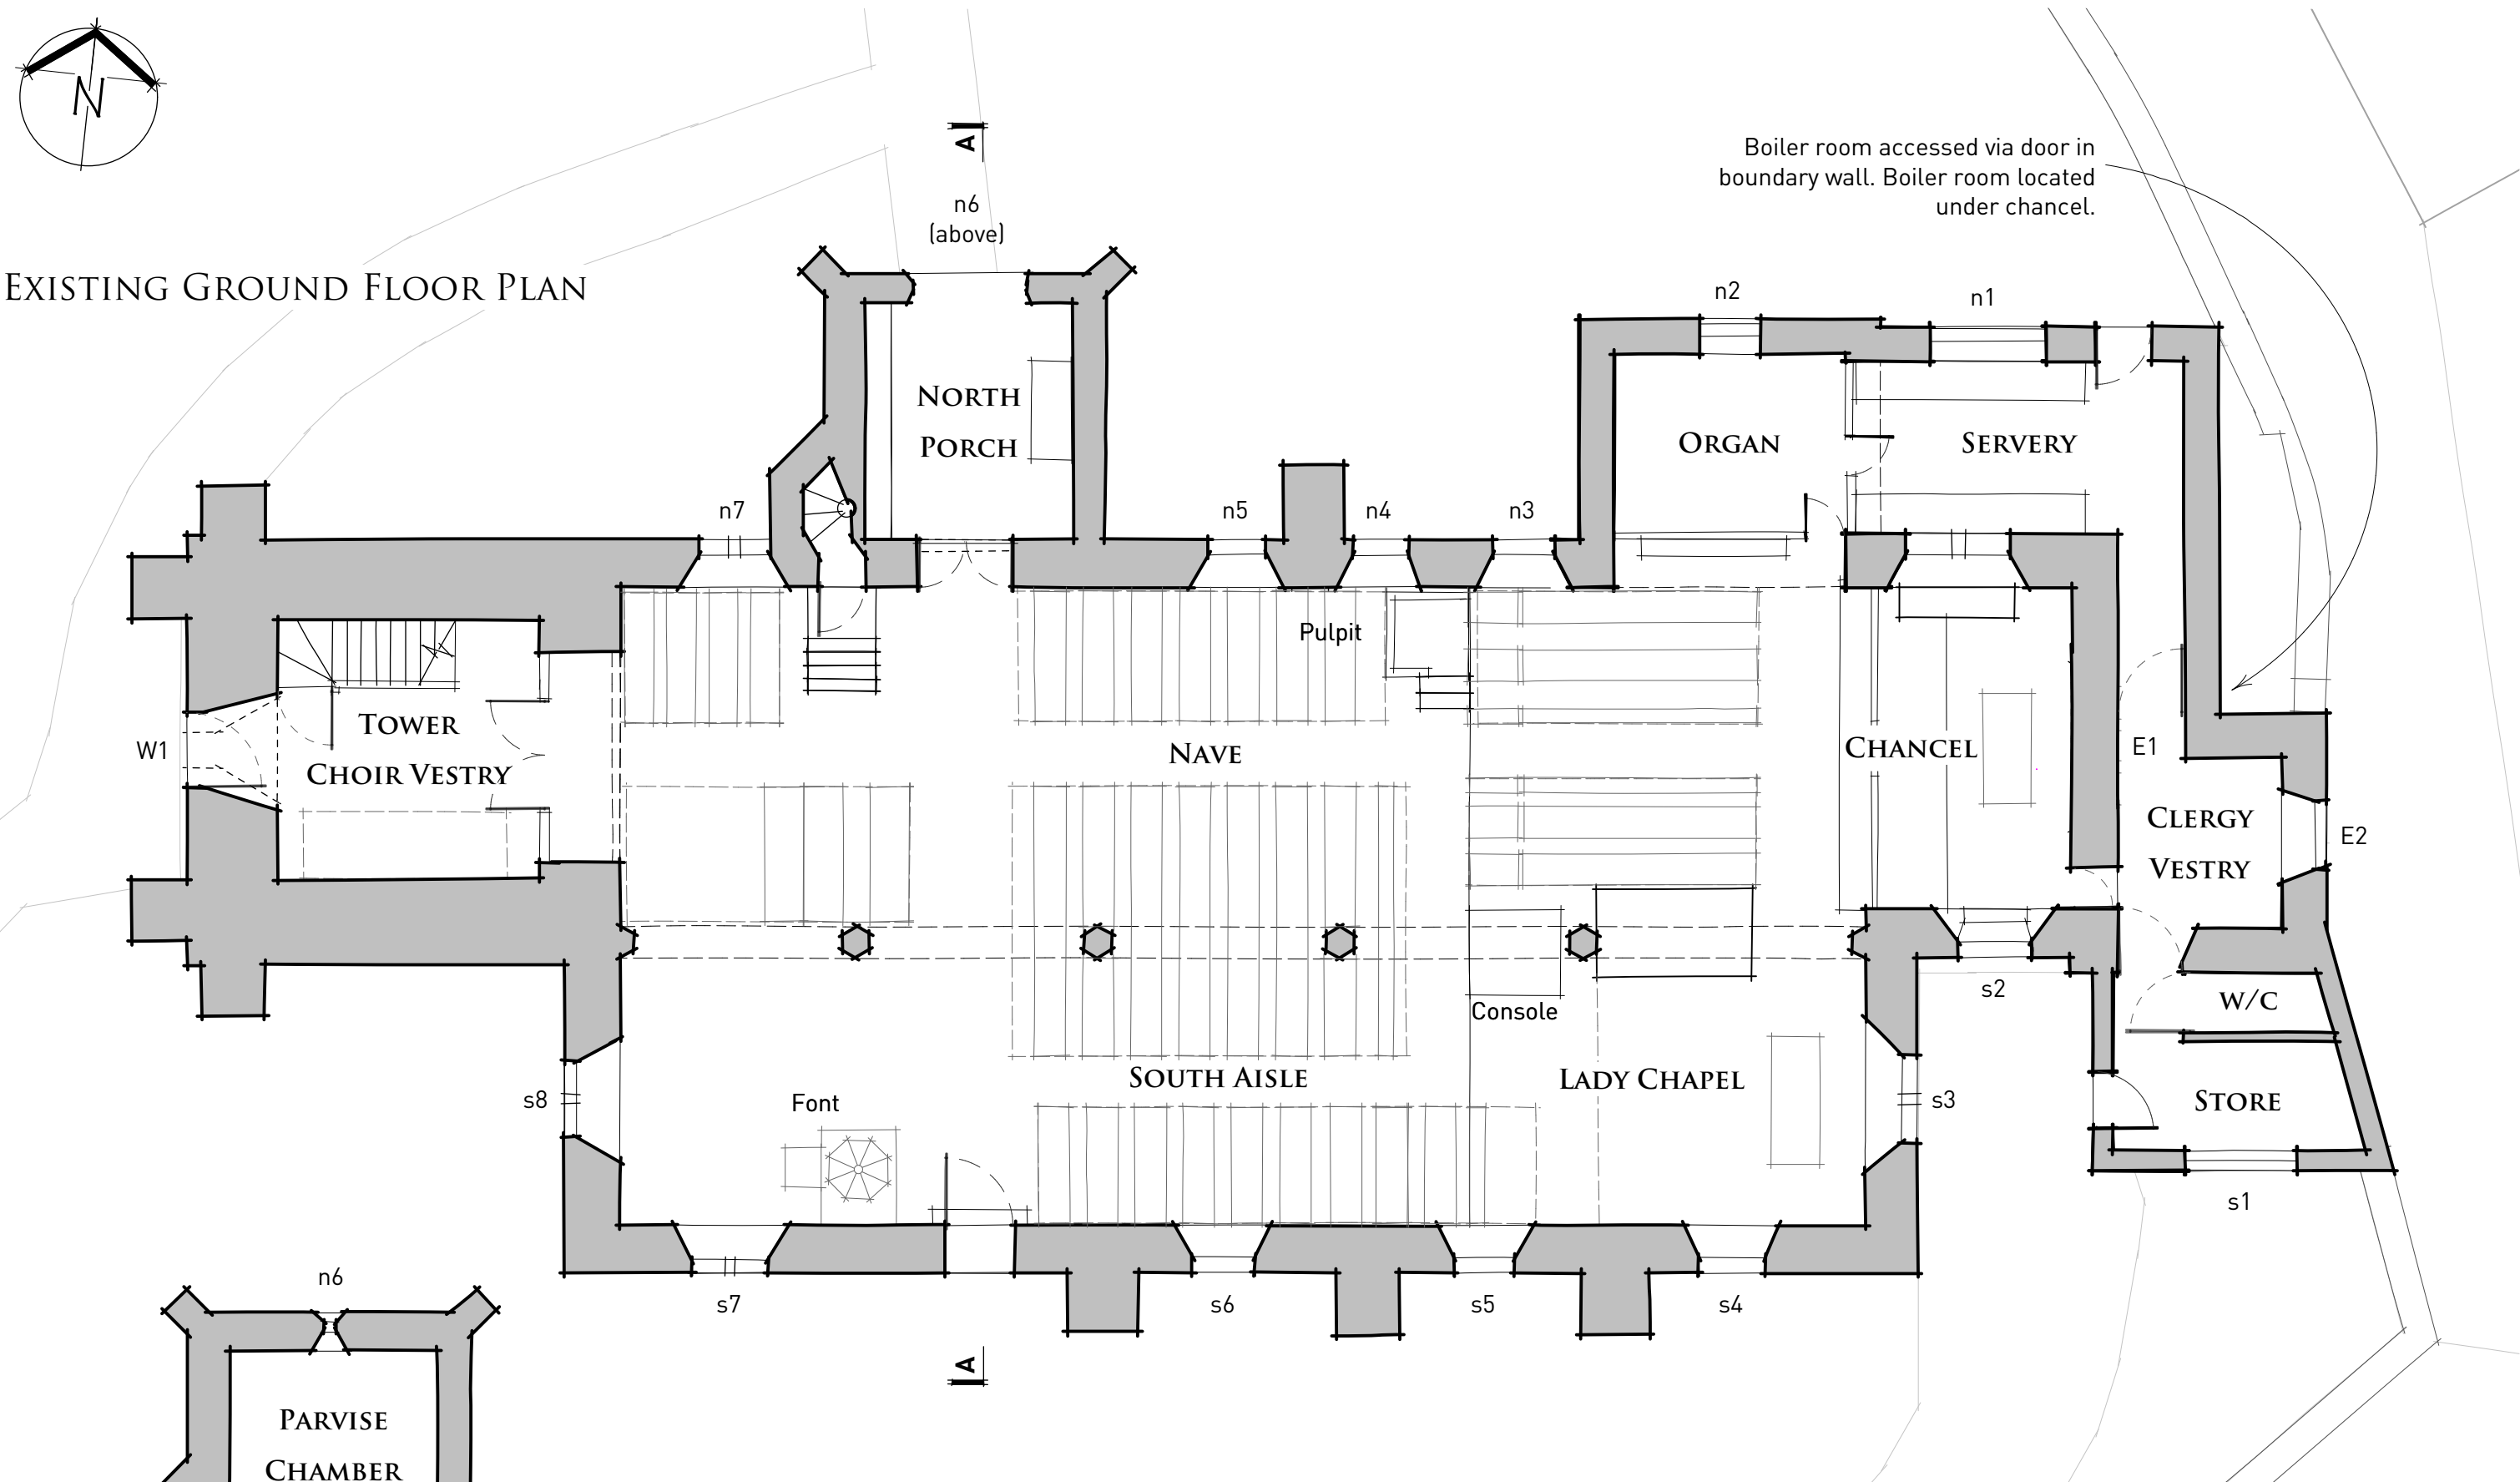 N
A
Boiler room accessed via door in
boundary wall. Boiler room located
under chancel.
n6
(above)
Existing Ground Floor Plan
n2
n1
North
Porch
Organ
Servery
n7
n5
n4
n3
Pulpit
Tower
Choir Vestry
W1
Nave
Chancel
E1
Clergy
Vestry
E2
s2
W/C
Console
South Aisle
Lady Chapel
s8
Font
s3
Store
s1
s7
s6
s5
s4
n6
A
Parvise
Chamber